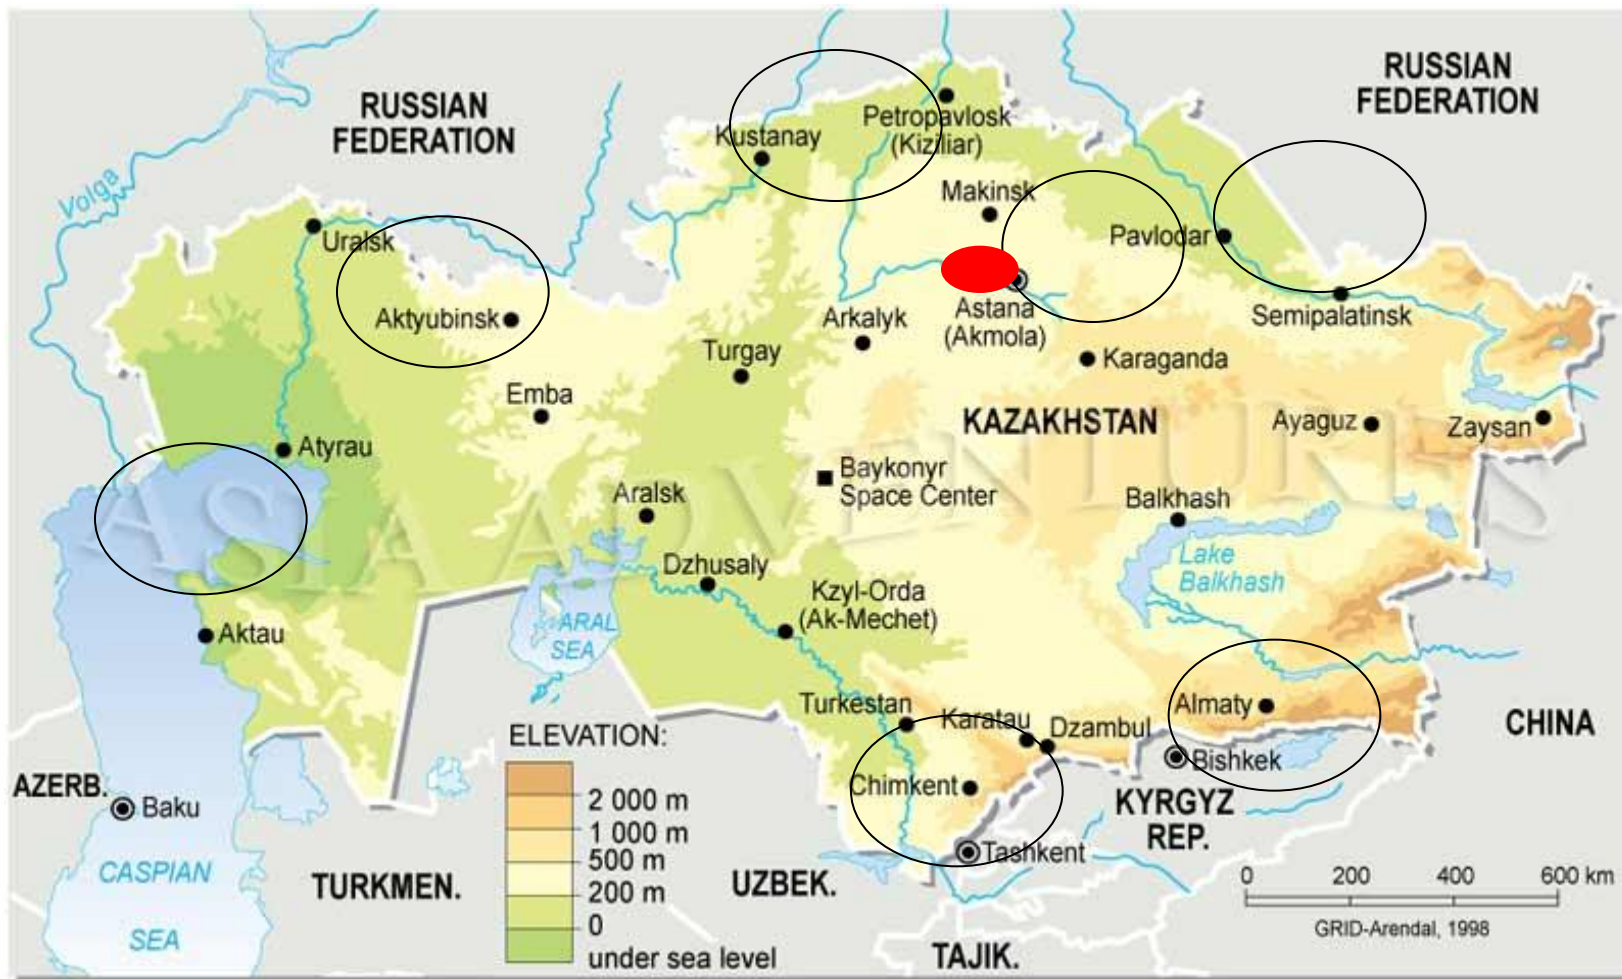 RUSSIAN
FEDERATION
RUSSIAN
FEDERATION
Petropavlosk
(Kiziliar)
Kustanay
Volga
Makinsk
Uralsk
Pavlodar
Astana
(Akmola)
Aktyubinsk
Arkalyk
Semipalatinsk
Turgay
Karaganda
Emba
KAZAKHSTAN
Ayaguz
Zaysan
Atyrau
Baykonyr
Space Center
ASIA ADVENTURES
Aralsk
Balkhash
Lake
Balkhash
Dzhusaly
Kzyl-Orda
(Ak-Mechet)
ARAL
SEA
Aktau
Turkestan
Karatau
Dzambul
Almaty
CHINA
ELEVATION:
Bishkek
AZERB.
Baku
Chimkent
KYRGYZ
REP.
2 000 m
1 000 m
500 m
200 m
0
under sea level
Tashkent
CASPIAN
SEA
TURKMEN.
UZBEK.
0 200 400 600 km
GRID-Arendal, 1998
TAJIK.